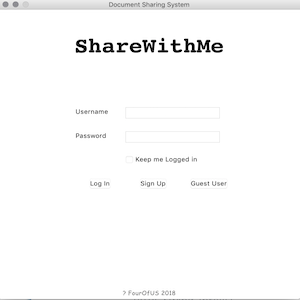 Document Sharing System
ShareWithMe
Username
Password
Keep me Logged in
Log In Sign Up Guest User
? FourOfUS 2018